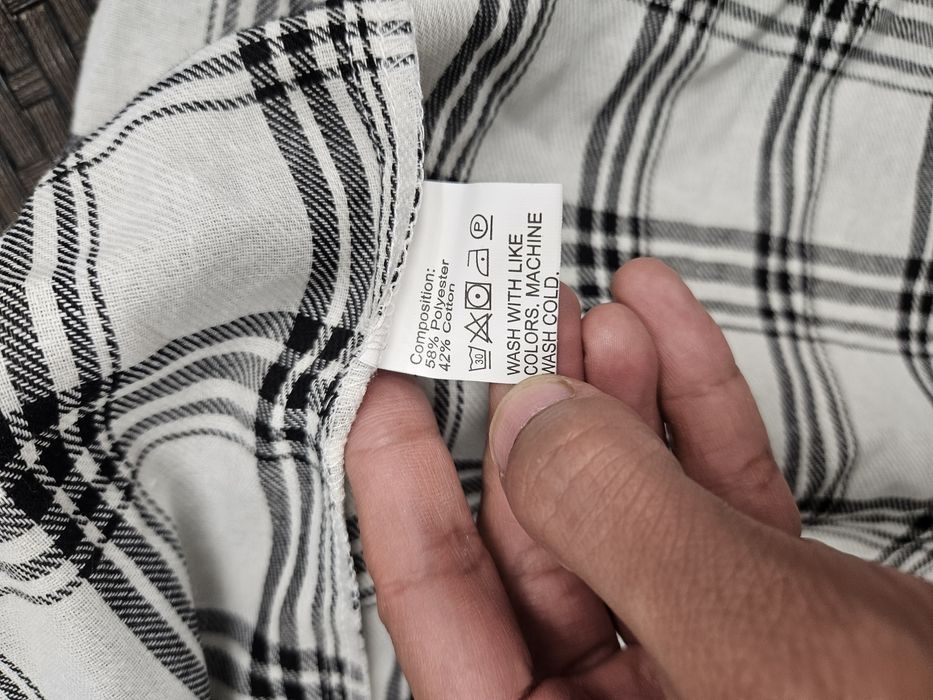 Composition:
58% Polyester
42% Cotton
30 P
WASH WITH LIKE
COLORS. MACHINE
WASH COLD.